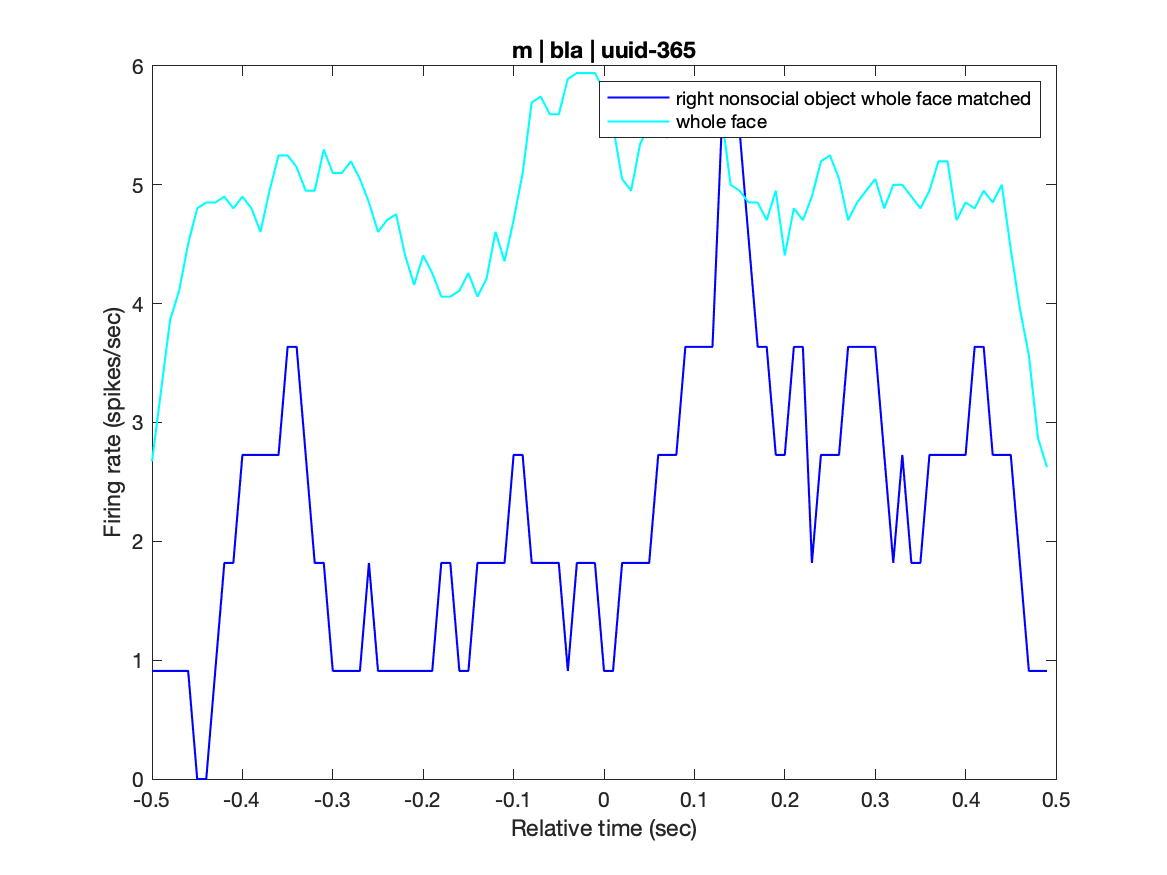 m | bla | uuid-365
right nonsocial object whole face matched
whole face
6
5
4
3
2
1
0
Firing rate (spikes/sec)
-0.5 -0.4 -0.3 -0.2 -0.1 0 0.1 0.2 0.3 0.4 0.5
Relative time (sec)